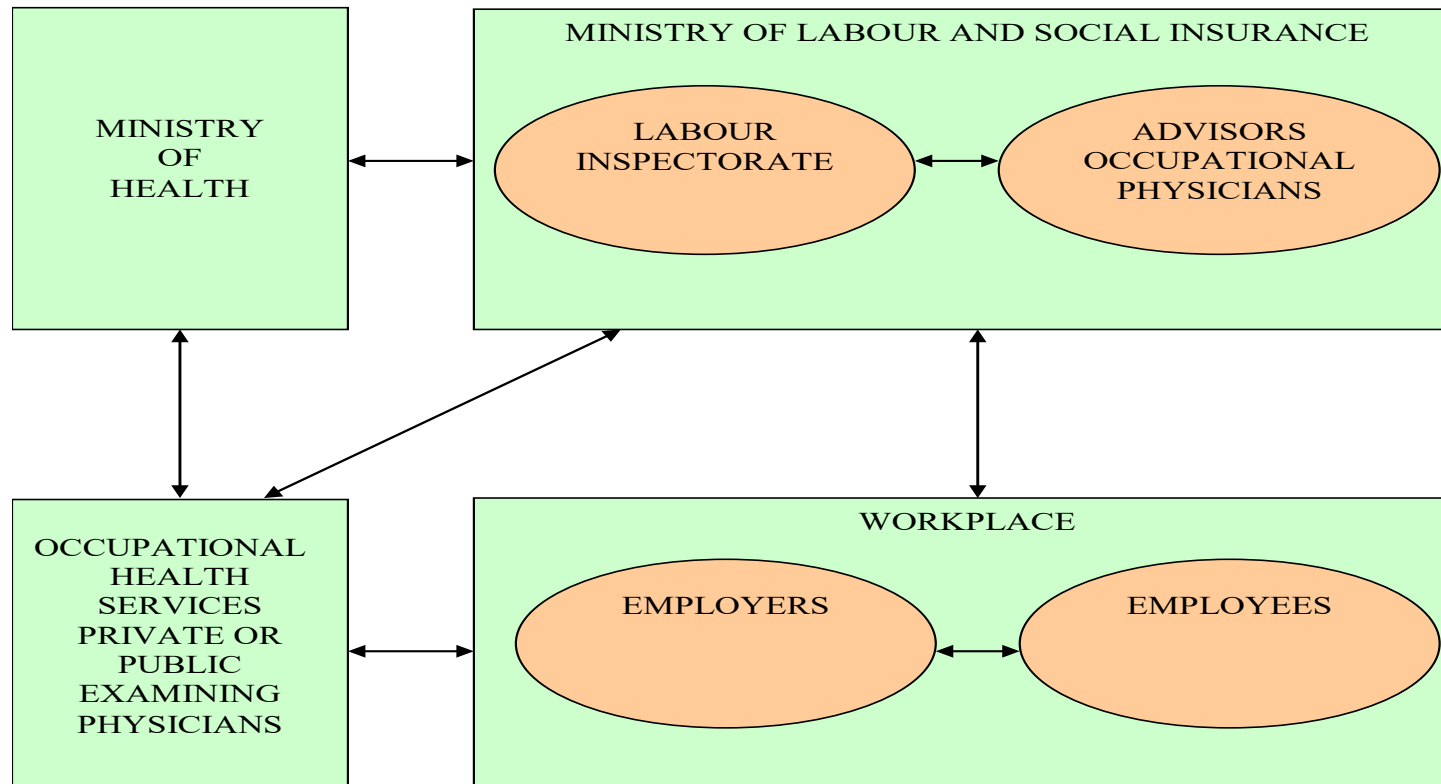 MINISTRY
OF
HEALTH
MINISTRY OF LABOUR AND SOCIAL INSURANCE
LABOUR
INSPECTORATE
ADVISORS
OCCUPATIONAL
PHYSICIANS
OCCUPATIONAL
HEALTH
SERVICES
PRIVATE OR
PUBLIC
EXAMINING
PHYSICIANS
WORKPLACE
EMPLOYERS
EMPLOYEES